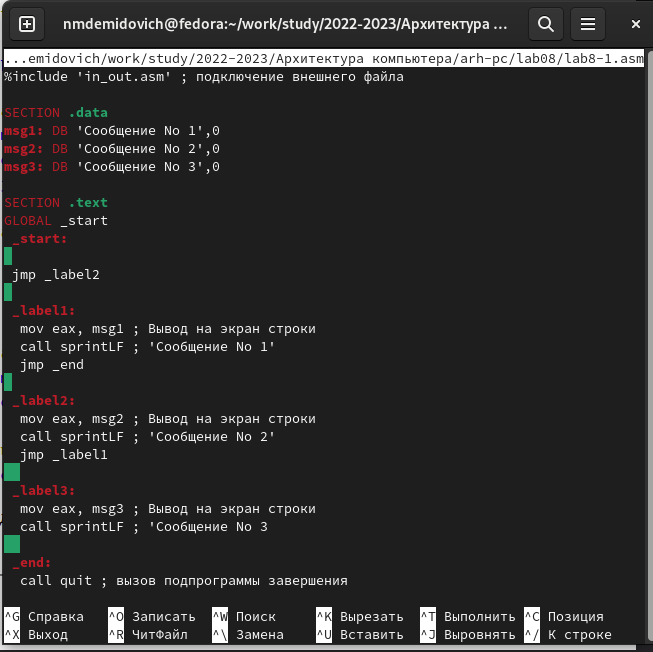 nmdemidovich@fedora:~/work/study/2022-2023/Архитектура ...
...emidovich/work/study/2022-2023/Архитектура компьютера/arh-pc/lab08/lab8-1.asm
%include 'in_out.asm' ; подключение внешнего файла
SECTION .data
msg1: DB 'Сообщение No 1',0
msg2: DB 'Сообщение No 2',0
msg3: DB 'Сообщение No 3',0
SECTION .text
GLOBAL _start
_start:
jmp _label2
_label1:
mov eax, msg1 ; Вывод на экран строки
call sprintLF ; 'Сообщение No 1'
jmp _end
_label2:
mov eax, msg2 ; Вывод на экран строки
call sprintLF ; 'Сообщение No 2'
jmp _label1
_label3:
mov eax, msg3 ; Вывод на экран строки
call sprintLF ; 'Сообщение No 3
_end:
call quit ; вызов подпрограммы завершения
^G Справка ^O Записать ^W Поиск ^K Вырезать ^T Выполнить ^C Позиция
^X Выход ^R ЧитФайл ^\ Замена ^U Вставить ^J Выровнять ^/ К строке